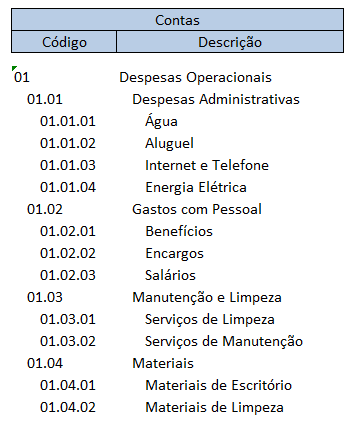 Contas
Código Descrição
01 Despesas Operacionais
01.01 Despesas Administrativas
01.01.01 Água
01.01.02 Aluguel
01.01.03 Internet e Telefone
01.01.04 Energia Elétrica
01.02 Gastos com Pessoal
01.02.01 Benefícios
01.02.02 Encargos
01.02.03 Salários
01.03 Manutenção e Limpeza
01.03.01 Serviços de Limpeza
01.03.02 Serviços de Manutenção
01.04 Materiais
01.04.01 Materiais de Escritório
01.04.02 Materiais de Limpeza